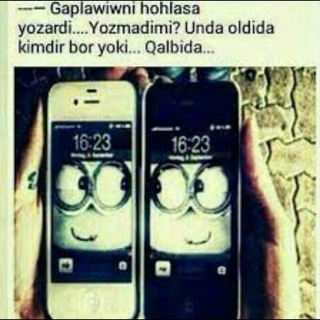 ---- Gaplawiwni hohlasa
yozardi....Yozmadimi? Unda oldida
kimdir bor yoki... Qalbida...
16:23
16:23